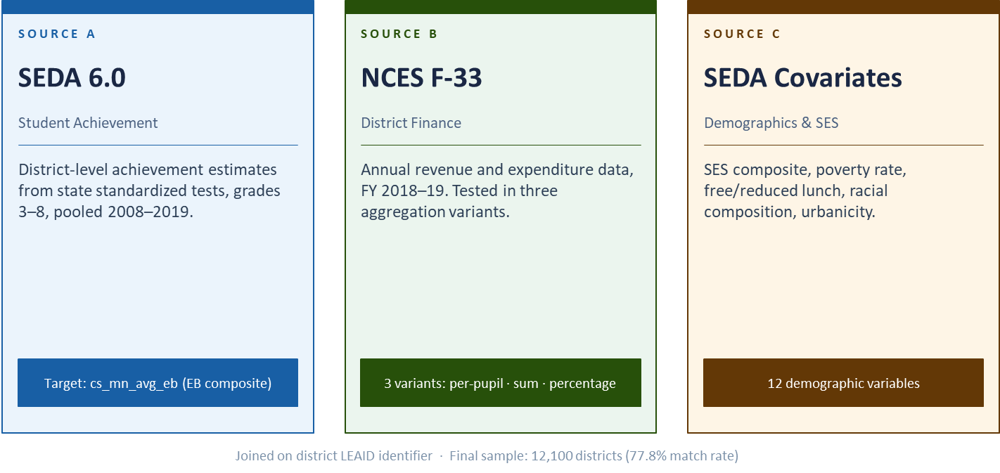 SOURCE A
SEDA 6.0
Student Achievement
District-level achievement estimates
from state standardized tests, grades
3–8, pooled 2008–2019.
Target: cs_mn_avg_eb (EB composite)
SOURCE B
NCES F-33
District Finance
Annual revenue and expenditure data,
FY 2018–19. Tested in three
aggregation variants.
3 variants: per-pupil · sum · percentage
SOURCE C
SEDA Covariates
Demographics & SES
SES composite, poverty rate,
free/reduced lunch, racial
composition, urbanicity.
12 demographic variables
Joined on district LEAID identifier · Final sample: 12,100 districts (77.8% match rate)